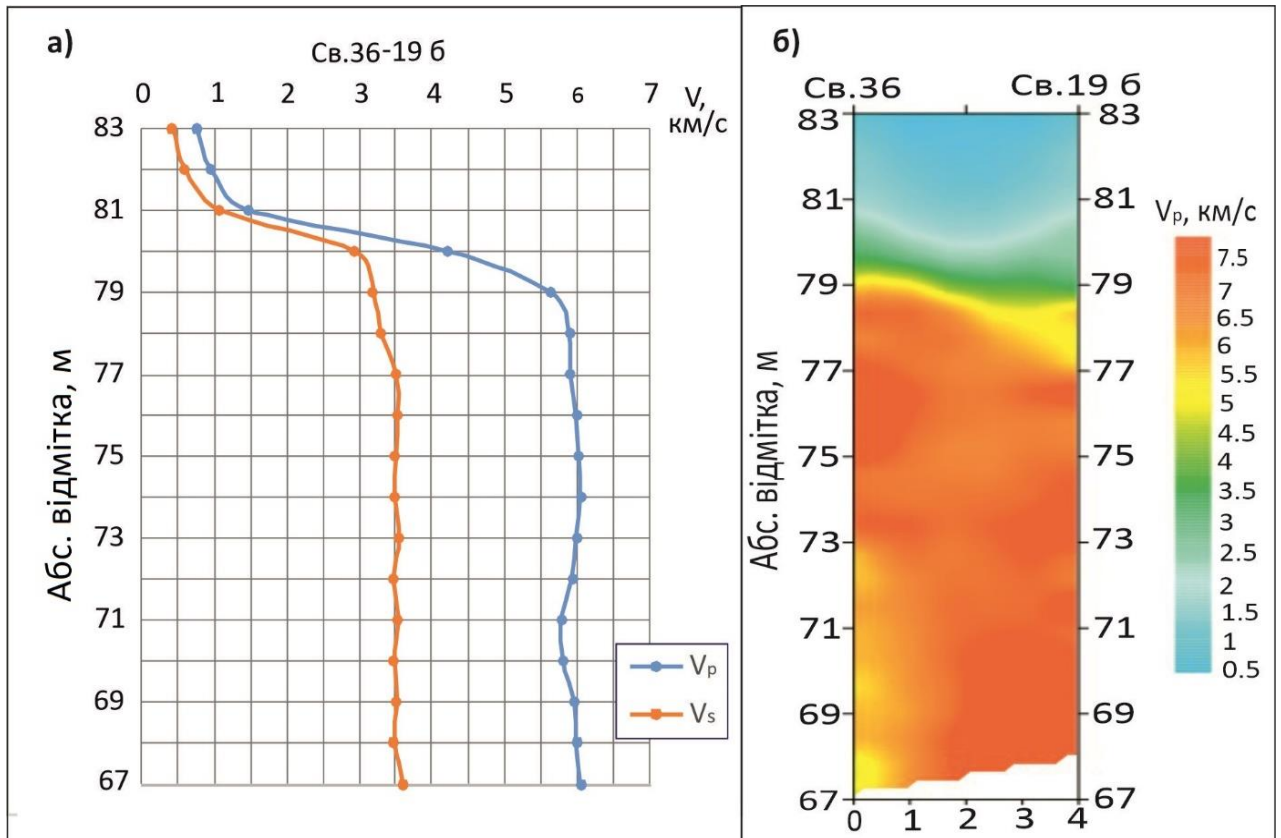 а)
Св.36-19 б
0 1 2 3 4 5 6 7 V,
км/с
83
81
79
77
75
73
71
69
67
Абс. відмітка, м
Vp
Vs
б)
Св.36 Св.19 б
83 83
81 81
79 79
77 77
75 75
73 73
71 71
69 69
67 67
0 1 2 3 4
Абс. відмітка, м
Vp, км/с
7.5
7
6.5
6
5.5
5
4.5
4
3.5
3
2.5
2
1.5
1
0.5